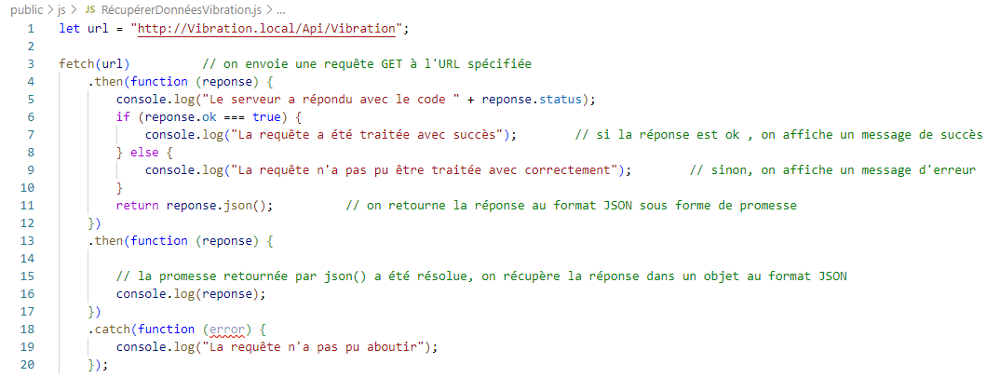 public > js > JS RécupérerDonnéesVibration.js > ...
1 let url = "http://Vibration.local/Api/Vibration";
2
3 fetch(url) // on envoie une requête GET à l'URL spécifiée
4 .then(function (reponse) {
5 console.log("Le serveur a répondu avec le code " + reponse.status);
6 if (reponse.ok === true) {
7 console.log("La requête a été traitée avec succès"); // si la réponse est ok , on affiche un message de succès
8 } else {
9 console.log("La requête n'a pas pu être traitée avec correctement"); // sinon, on affiche un message d'erreur
10 }
11 return reponse.json(); // on retourne la réponse au format JSON sous forme de promesse
12 })
13 .then(function (reponse) {
14
15 // la promesse retournée par json() a été résolue, on récupère la réponse dans un objet au format JSON
16 console.log(reponse);
17 })
18 .catch(function (error) {
19 console.log("La requête n'a pas pu aboutir");
20 });